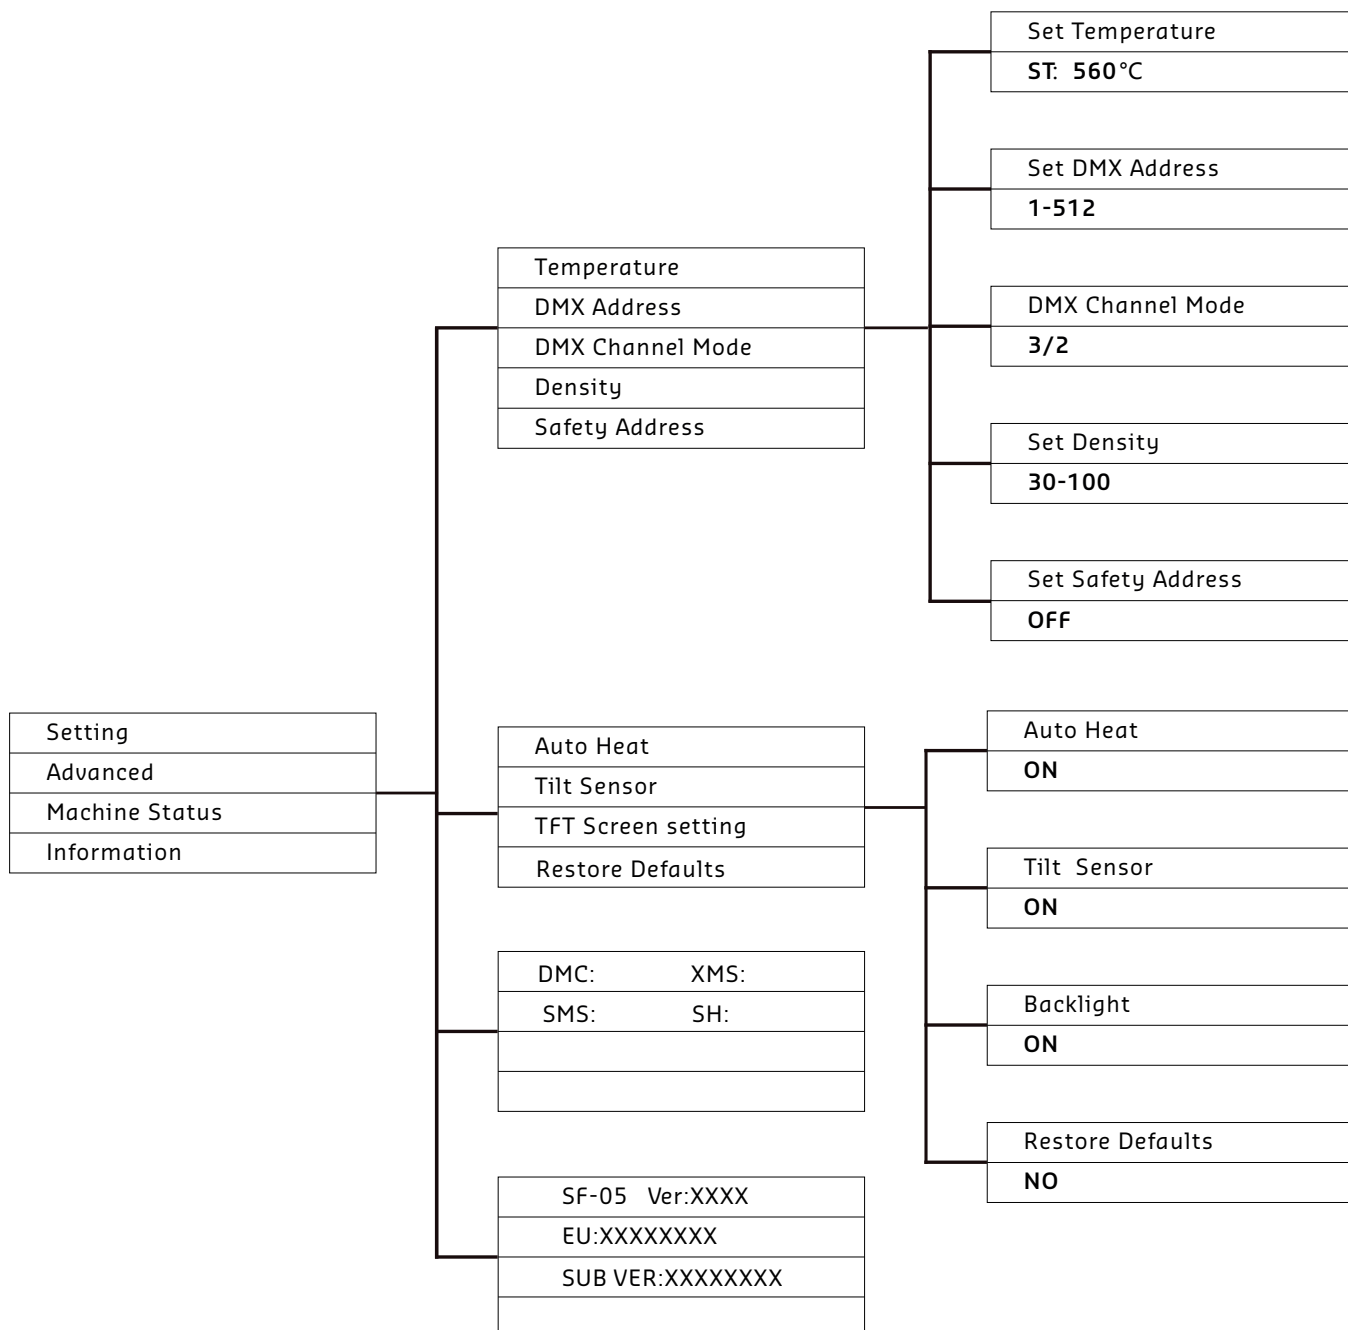 Setting
Advanced
Machine Status
Information
Temperature
DMX Address
DMX Channel Mode
Density
Safety Address
Auto Heat
Tilt Sensor
TFT Screen setting
Restore Defaults
DMC: XMS:
SMS: SH:
SF-05 Ver:XXXX
EU:XXXXXXXX
SUB VER:XXXXXXXX
Set Temperature
ST: 560°C
Set DMX Address
1-512
DMX Channel Mode
3/2
Set Density
30-100
Set Safety Address
OFF
Auto Heat
ON
Tilt Sensor
ON
Backlight
ON
Restore Defaults
NO